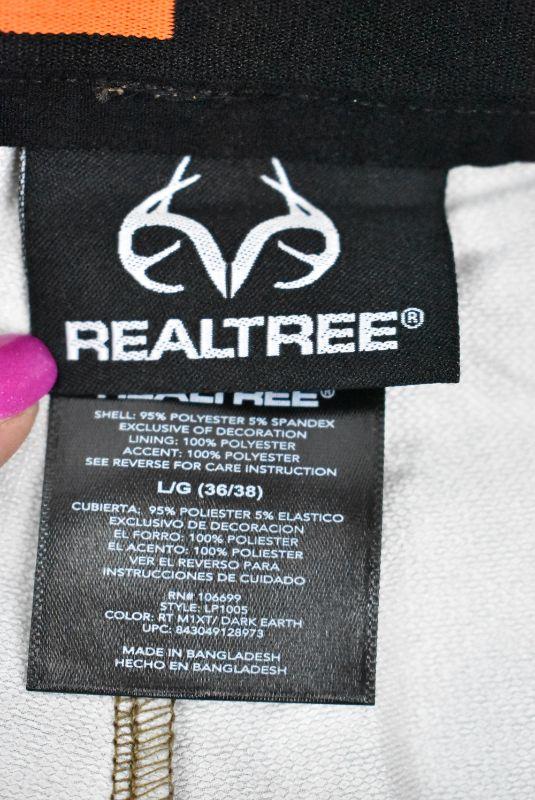 REALTREE®
REALTREE®
SHELL: 95% POLYESTER 5% SPANDEX
EXCLUSIVE OF DECORATION
LINING: 100% POLYESTER
ACCENT: 100% POLYESTER
SEE REVERSE FOR CARE INSTRUCTION
L/G (36/38)
CUBIERTA: 95% POLIESTER 5% ELASTICO
EXCLUSIVO DE DECORACION
EL FORRO: 100% POLIESTER
EL ACENTO: 100% POLIESTER
VER EL REVERSO PARA
INSTRUCCIONES DE CUIDADO
RN# 106699
STYLE: LP1005
COLOR: RT M1XT/ DARK EARTH
UPC: 843049128973
MADE IN BANGLADESH
HECHO EN BANGLADESH